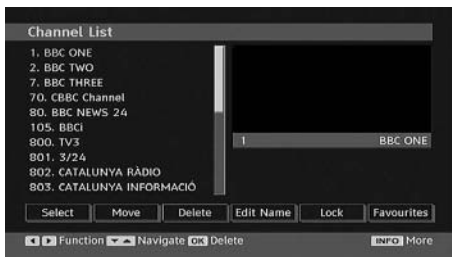 Channel List
1. BBC ONE
2. BBC TWO
7. BBC THREE
70. CBBC Channel
80. BBC NEWS 24
105. BBCi
800. TV3
801. 3/24
802. CATALUNYA RÀDIO
803. CATALUNYA INFORMACIÓ
1 BBC ONE
Select Move Delete Edit Name Lock Favourites
Function Navigate OK Delete INFO More